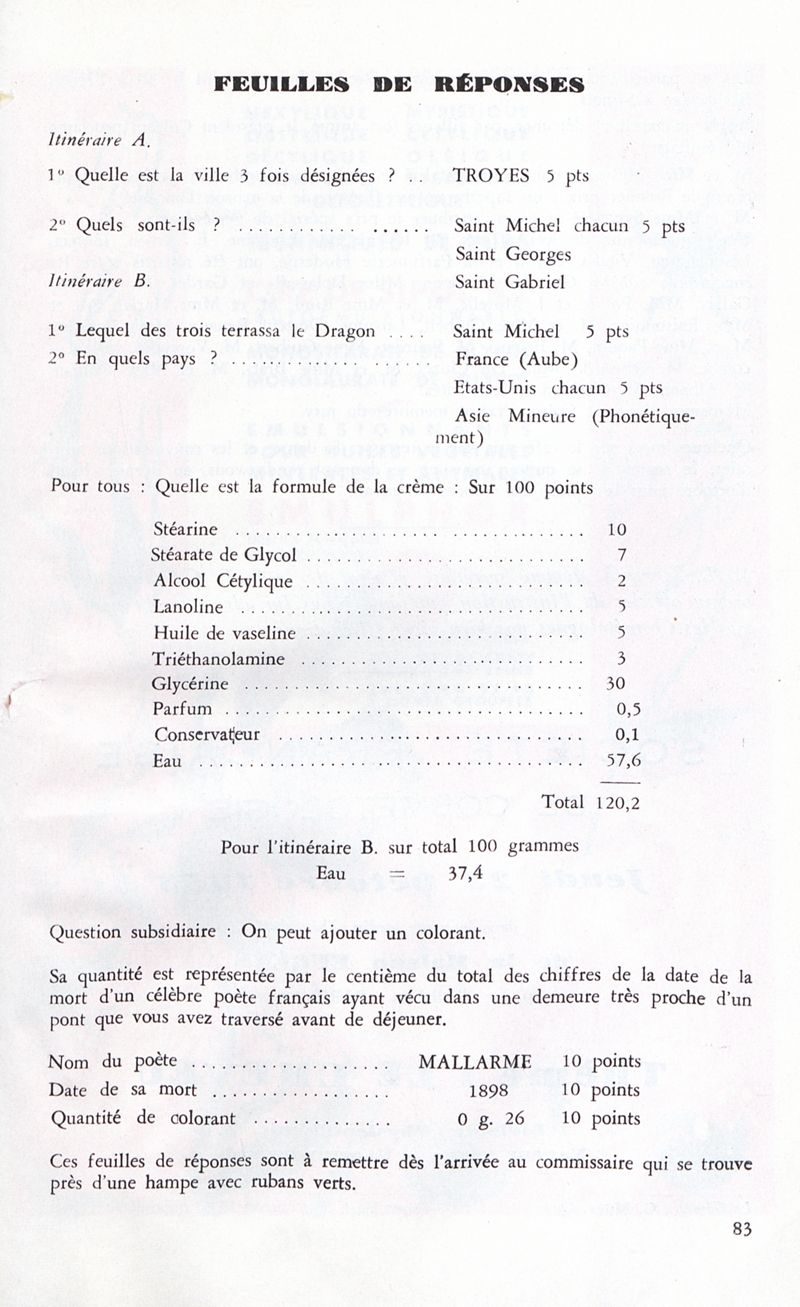 FEUILLES DE RÉPONSES
Itinéraire A.
1º Quelle est la ville 3 fois désignées ? . . TROYES 5 pts
2º Quels sont-ils ? .................. Saint Michel chacun 5 pts
Saint Georges
Itinéraire B. Saint Gabriel
1º Lequel des trois terrassa le Dragon .... Saint Michel 5 pts
2º En quels pays ? ...................... France (Aube)
Etats-Unis chacun 5 pts
Asie Mineure (Phonétique-
ment)
Pour tous : Quelle est la formule de la crème : Sur 100 points
Stéarine .................................. 10
Stéarate de Glycol ........................... 7
Alcool Cétylique ........................... 2
Lanoline .................................. 5
Huile de vaseline ........................... 5
Triéthanolamine ............................ 3
Glycérine ................................. 30
Parfum ................................... 0,5
Conservateur .............................. 0,1
Eau ...................................... 57,6
Total 120,2
Pour l'itinéraire B. sur total 100 grammes
Eau = 37,4
Question subsidiaire : On peut ajouter un colorant.
Sa quantité est représentée par le centième du total des chiffres de la date de la
mort d'un célèbre poète français ayant vécu dans une demeure très proche d'un
pont que vous avez traversé avant de déjeuner.
Nom du poète .................... MALLARME 10 points
Date de sa mort .................. 1898 10 points
Quantité de colorant .............. 0 g. 26 10 points
Ces feuilles de réponses sont à remettre dès l'arrivée au commissaire qui se trouve
près d'une hampe avec rubans verts.
83